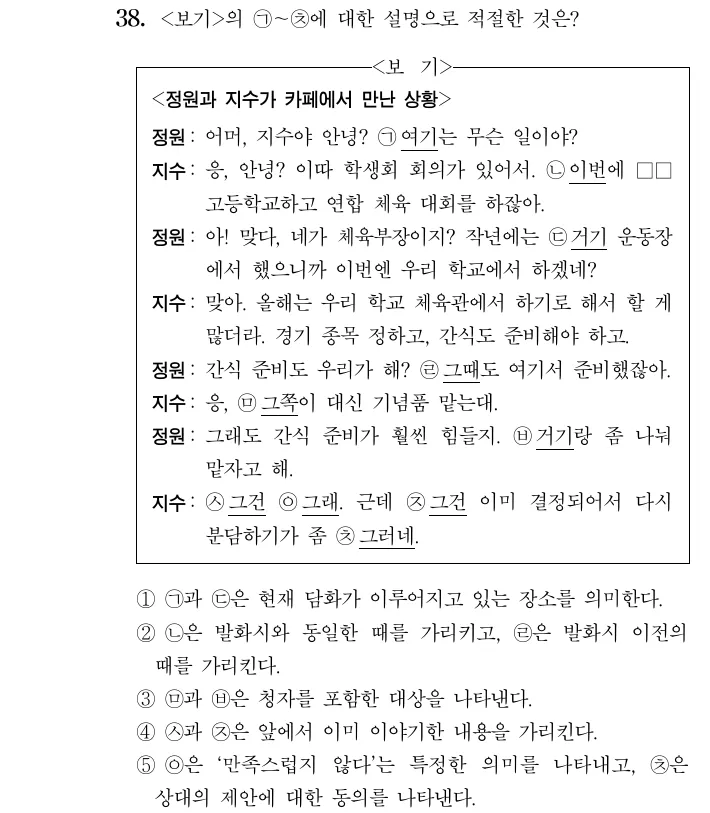 38. <보기>의 ㉠~㉩에 대한 설명으로 적절한 것은?
<보 기>
<정원과 지수가 카페에서 만난 상황>
정원 : 어머, 지수야 안녕? ㉠여기는 무슨 일이야?
지수 : 응, 안녕? 이따 학생회 회의가 있어서. ㉡이번에 □□
고등학교하고 연합 체육 대회를 하잖아.
정원 : 아! 맞다, 네가 체육부장이지? 작년에는 ㉢거기 운동장
에서 했으니까 이번엔 우리 학교에서 하겠네?
지수 : 맞아. 올해는 우리 학교 체육관에서 하기로 해서 할 게
많더라. 경기 종목 정하고, 간식도 준비해야 하고.
정원 : 간식 준비도 우리가 해? ㉣그때도 여기서 준비했잖아.
지수 : 응, ㉤그쪽이 대신 기념품 맡는대.
정원 : 그래도 간식 준비가 훨씬 힘들지. ㉥거기랑 좀 나눠
맡자고 해.
지수 : ㉦그건 ㉧그래. 근데 ㉨그건 이미 결정되어서 다시
분담하기가 좀 ㉩그러네.
① ㉠과 ㉢은 현재 담화가 이루어지고 있는 장소를 의미한다.
② ㉡은 발화시와 동일한 때를 가리키고, ㉣은 발화시 이전의
때를 가리킨다.
③ ㉤과 ㉥은 청자를 포함한 대상을 나타낸다.
④ ㉦과 ㉨은 앞에서 이미 이야기한 내용을 가리킨다.
⑤ ㉧은 ‘만족스럽지 않다’는 특정한 의미를 나타내고, ㉩은
상대의 제안에 대한 동의를 나타낸다.